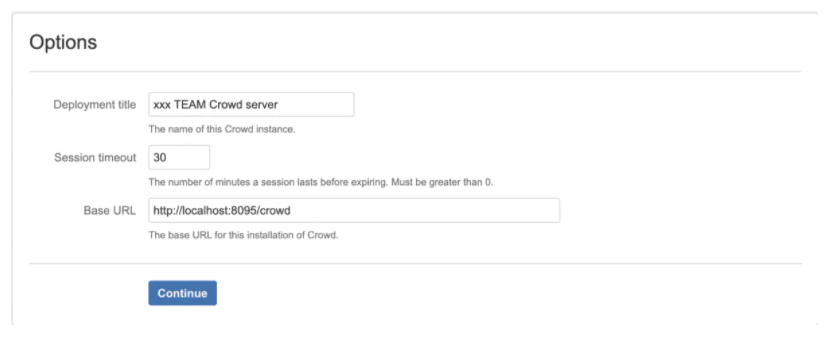 Options
Deployment title xxx TEAM Crowd server
The name of this Crowd instance.
Session timeout 30
The number of minutes a session lasts before expiring. Must be greater than 0.
Base URL http://localhost:8095/crowd
The base URL for this installation of Crowd.
Continue